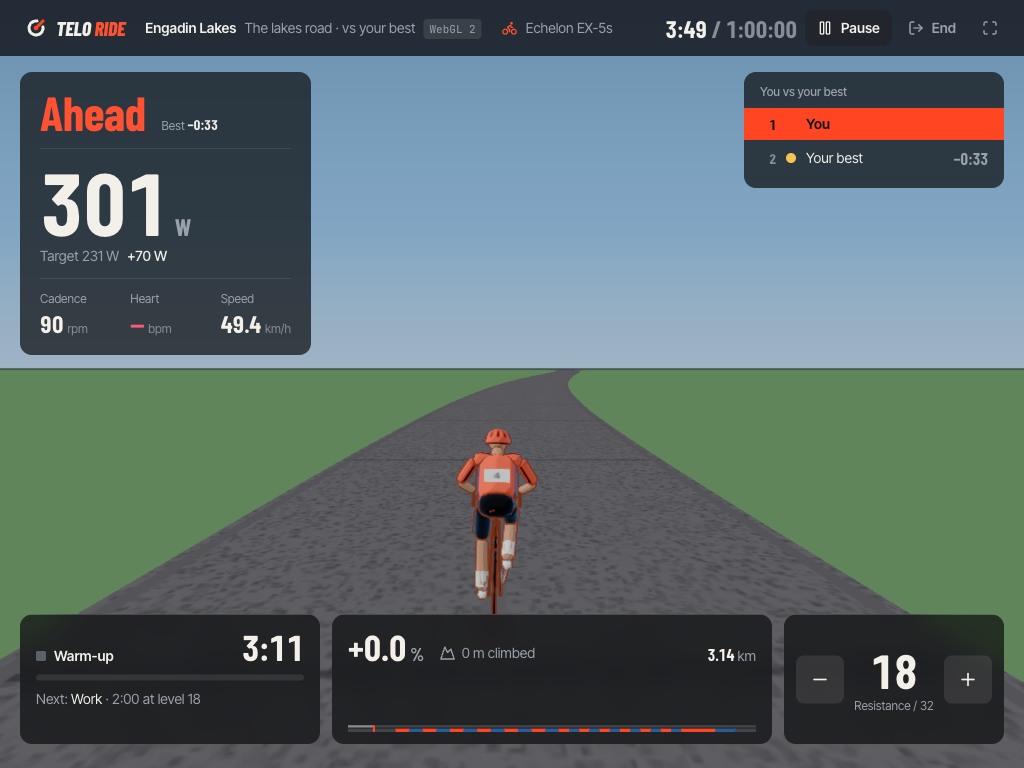 TELO RIDE Engadin Lakes The lakes road · vs your best WebGL 2 Echelon EX-5s 3:49 / 1:00:00 Pause End
Ahead Best −0:33
301 W
Target 231 W +70 W
Cadence Heart Speed
90 rpm – bpm 49.4 km/h
You vs your best
1 You
2 Your best −0:33
4
Warm-up 3:11
Next: Work · 2:00 at level 18
+0.0 % 0 m climbed 3.14 km
− 18 +
Resistance / 32